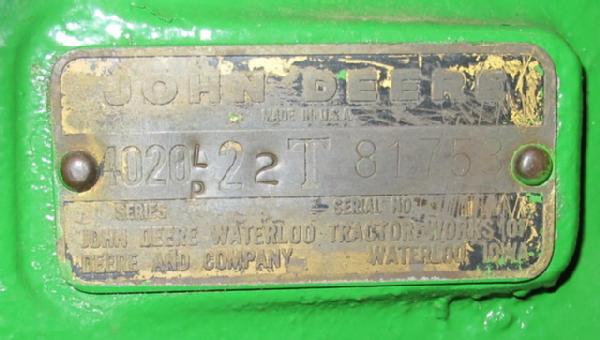 JOHN DEERE
MADE IN U.S.A.
4020 LP 22T 81753
SERIES SERIAL NO.
JOHN DEERE WATERLOO TRACTOR WORKS OF
DEERE AND COMPANY WATERLOO IOWA